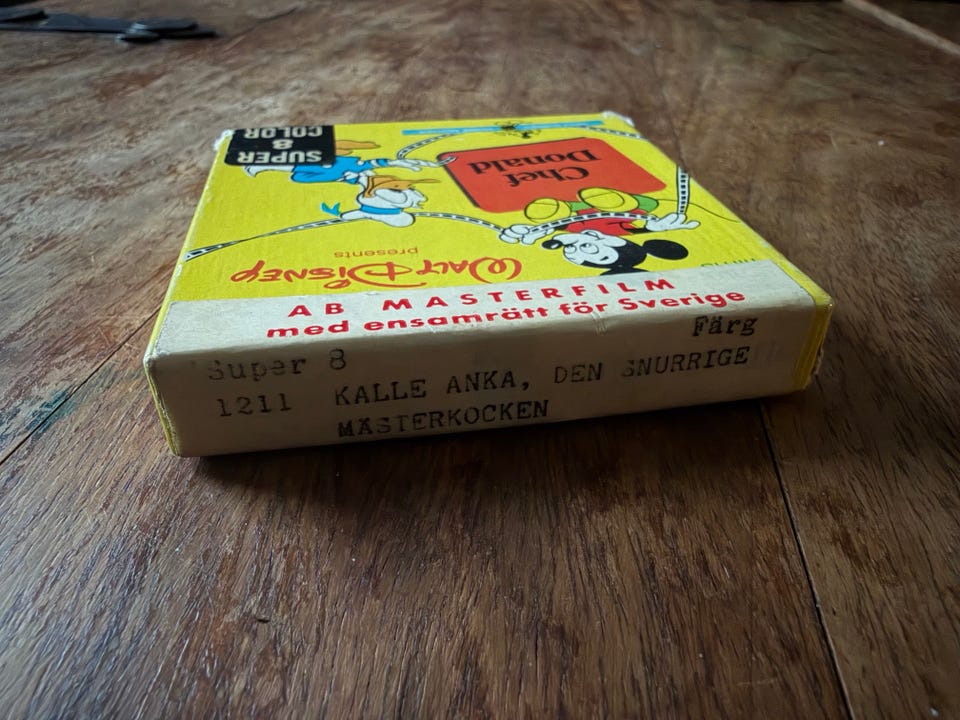 SUPER
8
COLOR
Chef
Donald
WALT DISNEY
presents
AB MASTERFILM
med ensamrätt för Sverige
Super 8 Färg
1211 KALLE ANKA, DEN SNURRIGE
MÄSTERKOCKEN